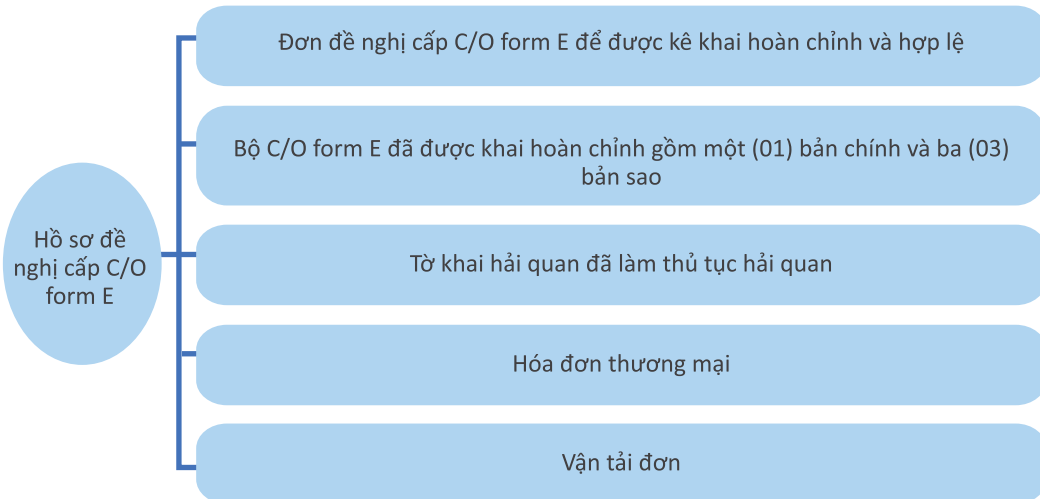 Hồ sơ đề
nghị cấp C/O
form E
Đơn đề nghị cấp C/O form E để được kê khai hoàn chỉnh và hợp lệ
Bộ C/O form E đã được khai hoàn chỉnh gồm một (01) bản chính và ba (03)
bản sao
Tờ khai hải quan đã làm thủ tục hải quan
Hóa đơn thương mại
Vận tải đơn